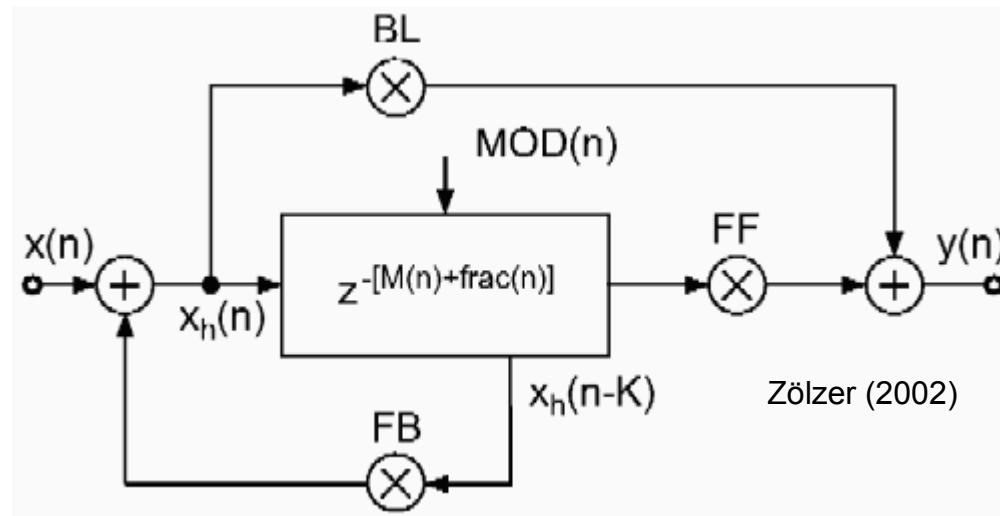 BL
MOD(n)
x(n)
FF
y(n)
z-[M(n)+frac(n)]
xh(n)
xh(n-K)
Zölzer (2002)
FB